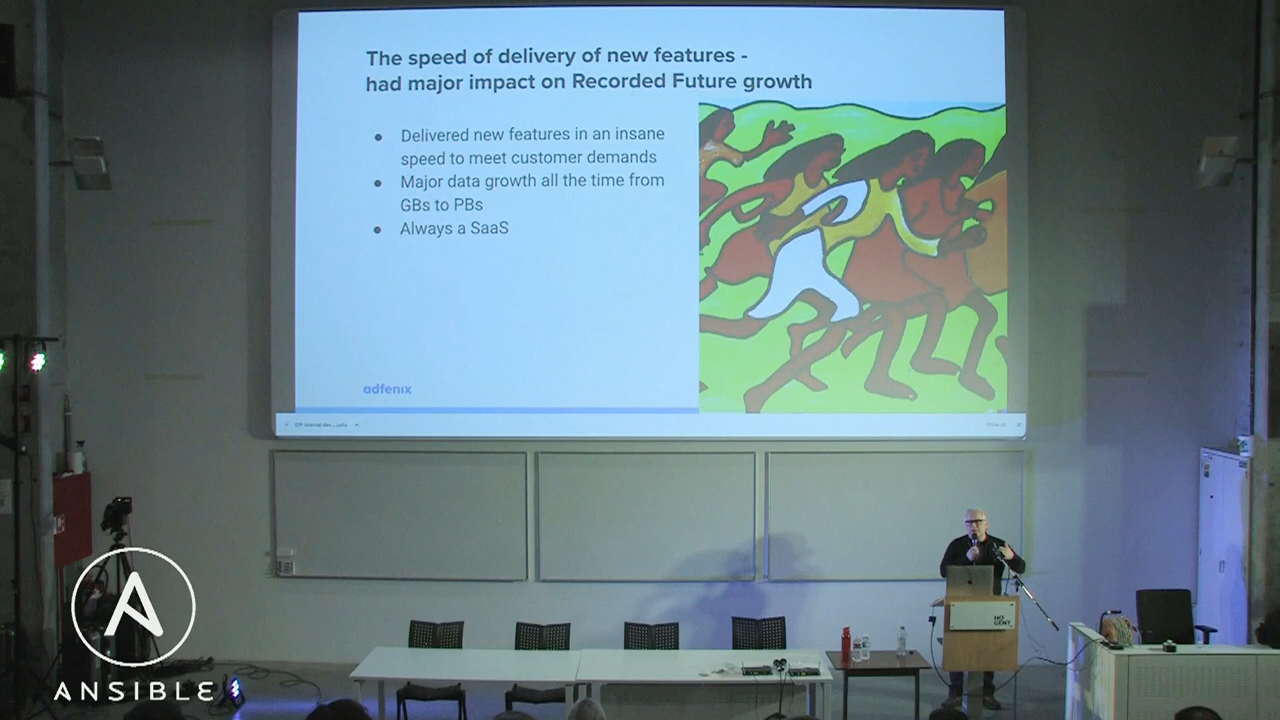 The speed of delivery of new features -
had major impact on Recorded Future growth
Delivered new features in an insane
speed to meet customer demands
Major data growth all the time from
GBs to PBs
Always a SaaS
adfenix
HO
GENT
ANSIBLE